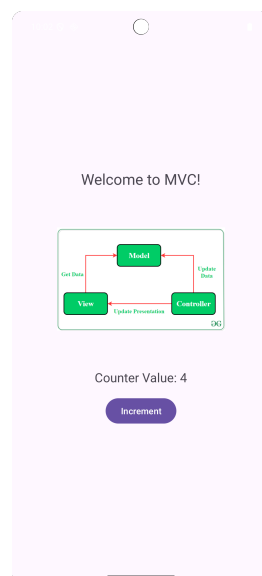 Welcome to MVC!
Model
Get Data
Update
Data
View
Controller
Update Presentation
Counter Value: 4
Increment